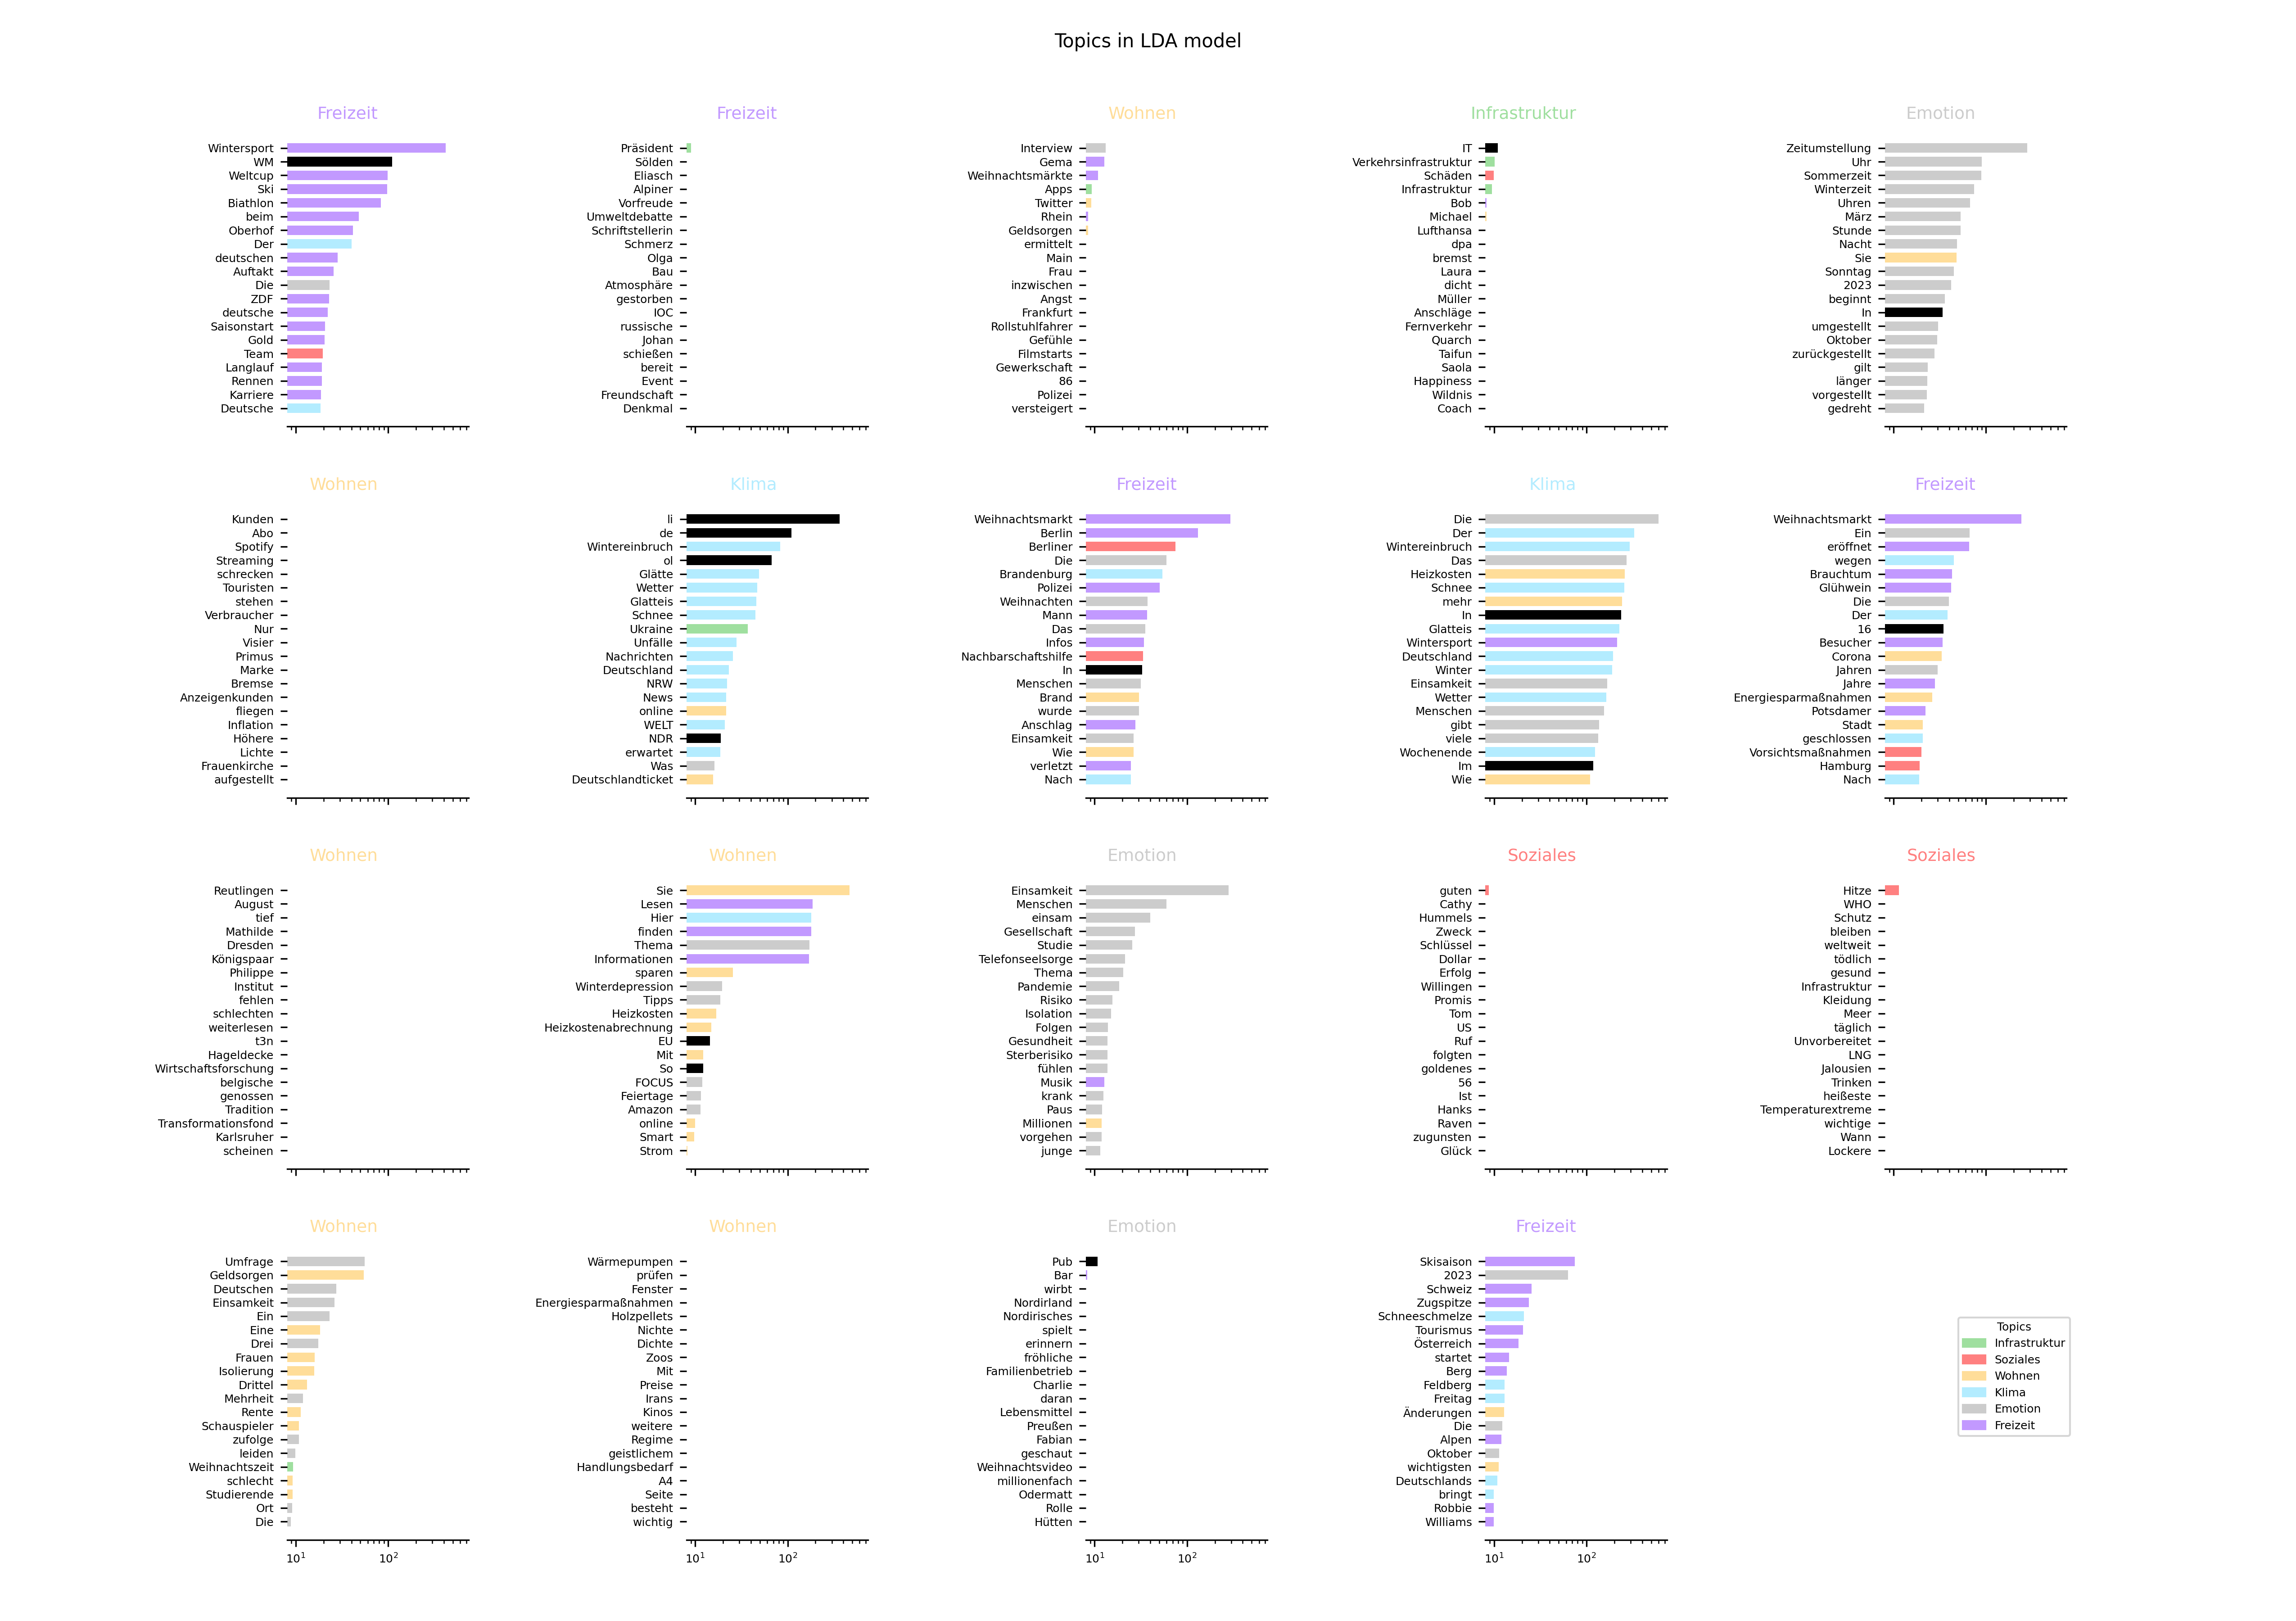 Topics in LDA model
Freizeit
Wintersport
WM
Weltcup
Ski
Biathlon
beim
Oberhof
Der
deutschen
Auftakt
Die
ZDF
deutsche
Saisonstart
Gold
Team
Langlauf
Rennen
Karriere
Deutsche
Freizeit
Präsident
Sölden
Eliasch
Alpiner
Vorfreude
Umweltdebatte
Schriftstellerin
Schmerz
Olga
Bau
Atmosphäre
gestorben
IOC
russische
Johan
schießen
bereit
Event
Freundschaft
Denkmal
Wohnen
Interview
Gema
Weihnachtsmärkte
Apps
Twitter
Rhein
Geldsorgen
ermittelt
Main
Frau
inzwischen
Angst
Frankfurt
Rollstuhlfahrer
Gefühle
Filmstarts
Gewerkschaft
86
Polizei
versteigert
Infrastruktur
IT
Verkehrsinfrastruktur
Schäden
Infrastruktur
Bob
Michael
Lufthansa
dpa
bremst
Laura
dicht
Müller
Anschläge
Fernverkehr
Quarch
Taifun
Saola
Happiness
Wildnis
Coach
Emotion
Zeitumstellung
Uhr
Sommerzeit
Winterzeit
Uhren
März
Stunde
Nacht
Sie
Sonntag
2023
beginnt
In
umgestellt
Oktober
zurückgestellt
gilt
länger
vorgestellt
gedreht
Wohnen
Kunden
Abo
Spotify
Streaming
schrecken
Touristen
stehen
Verbraucher
Nur
Visier
Primus
Marke
Bremse
Anzeigenkunden
fliegen
Inflation
Höhere
Lichte
Frauenkirche
aufgestellt
Klima
li
de
Wintereinbruch
ol
Glätte
Wetter
Glatteis
Schnee
Ukraine
Unfälle
Nachrichten
Deutschland
NRW
News
online
WELT
NDR
erwartet
Was
Deutschlandticket
Freizeit
Weihnachtsmarkt
Berlin
Berliner
Die
Brandenburg
Polizei
Weihnachten
Mann
Das
Infos
Nachbarschaftshilfe
In
Menschen
Brand
wurde
Anschlag
Einsamkeit
Wie
verletzt
Nach
Klima
Die
Der
Wintereinbruch
Das
Heizkosten
Schnee
mehr
In
Glatteis
Wintersport
Deutschland
Winter
Einsamkeit
Wetter
Menschen
gibt
viele
Wochenende
Im
Wie
Freizeit
Weihnachtsmarkt
Ein
eröffnet
wegen
Brauchtum
Glühwein
Die
Der
16
Besucher
Corona
Jahren
Jahre
Energiesparmaßnahmen
Potsdamer
Stadt
geschlossen
Vorsichtsmaßnahmen
Hamburg
Nach
Wohnen
Reutlingen
August
tief
Mathilde
Dresden
Königspaar
Philippe
Institut
fehlen
schlechten
weiterlesen
t3n
Hageldecke
Wirtschaftsforschung
belgische
genossen
Tradition
Transformationsfond
Karlsruher
scheinen
Wohnen
Sie
Lesen
Hier
finden
Thema
Informationen
sparen
Winterdepression
Tipps
Heizkosten
Heizkostenabrechnung
EU
Mit
So
FOCUS
Feiertage
Amazon
online
Smart
Strom
Emotion
Einsamkeit
Menschen
einsam
Gesellschaft
Studie
Telefonseelsorge
Thema
Pandemie
Risiko
Isolation
Folgen
Gesundheit
Sterberisiko
fühlen
Musik
krank
Paus
Millionen
vorgehen
junge
Soziales
guten
Cathy
Hummels
Zweck
Schlüssel
Dollar
Erfolg
Willingen
Promis
Tom
US
Ruf
folgten
goldenes
56
Ist
Hanks
Raven
zugunsten
Glück
Soziales
Hitze
WHO
Schutz
bleiben
weltweit
tödlich
gesund
Infrastruktur
Kleidung
Meer
täglich
Unvorbereitet
LNG
Jalousien
Trinken
heißeste
Temperaturextreme
wichtige
Wann
Lockere
Wohnen
Umfrage
Geldsorgen
Deutschen
Einsamkeit
Ein
Eine
Drei
Frauen
Isolierung
Drittel
Mehrheit
Rente
Schauspieler
zufolge
leiden
Weihnachtszeit
schlecht
Studierende
Ort
Die
10¹ 10²
Wohnen
Wärmepumpen
prüfen
Fenster
Energiesparmaßnahmen
Holzpellets
Nichte
Dichte
Zoos
Mit
Preise
Irans
Kinos
weitere
Regime
geistlichem
Handlungsbedarf
A4
Seite
besteht
wichtig
10¹ 10²
Emotion
Pub
Bar
wirbt
Nordirland
Nordirisches
spielt
erinnern
fröhliche
Familienbetrieb
Charlie
daran
Lebensmittel
Preußen
Fabian
geschaut
Weihnachtsvideo
millionenfach
Odermatt
Rolle
Hütten
10¹ 10²
Freizeit
Skisaison
2023
Schweiz
Zugspitze
Schneeschmelze
Tourismus
Österreich
startet
Berg
Feldberg
Freitag
Änderungen
Die
Alpen
Oktober
wichtigsten
Deutschlands
bringt
Robbie
Williams
10¹ 10²
Topics
Infrastruktur
Soziales
Wohnen
Klima
Emotion
Freizeit